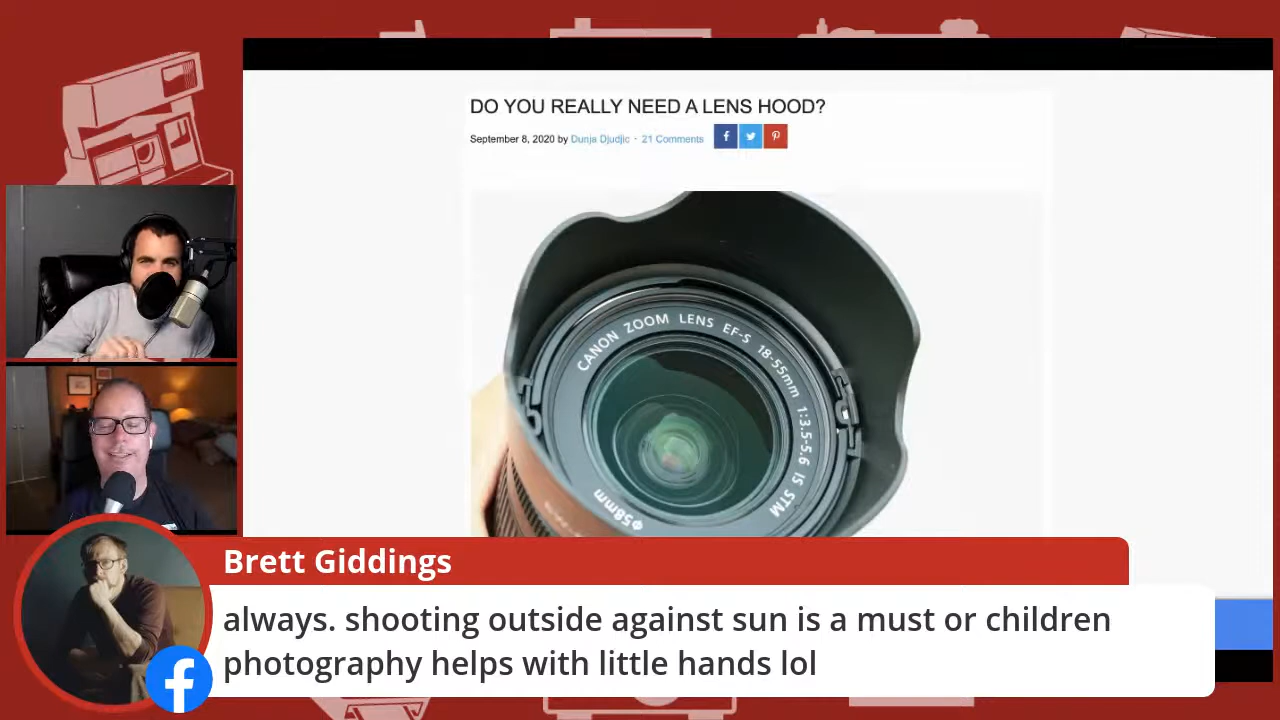 DO YOU REALLY NEED A LENS HOOD?
September 8, 2020 by Dunja Djudjic · 21 Comments
CANON ZOOM LENS EF-S 18-55mm 1:3.5-5.6 IS STM
ø58mm
Brett Giddings
always. shooting outside against sun is a must or children
photography helps with little hands lol